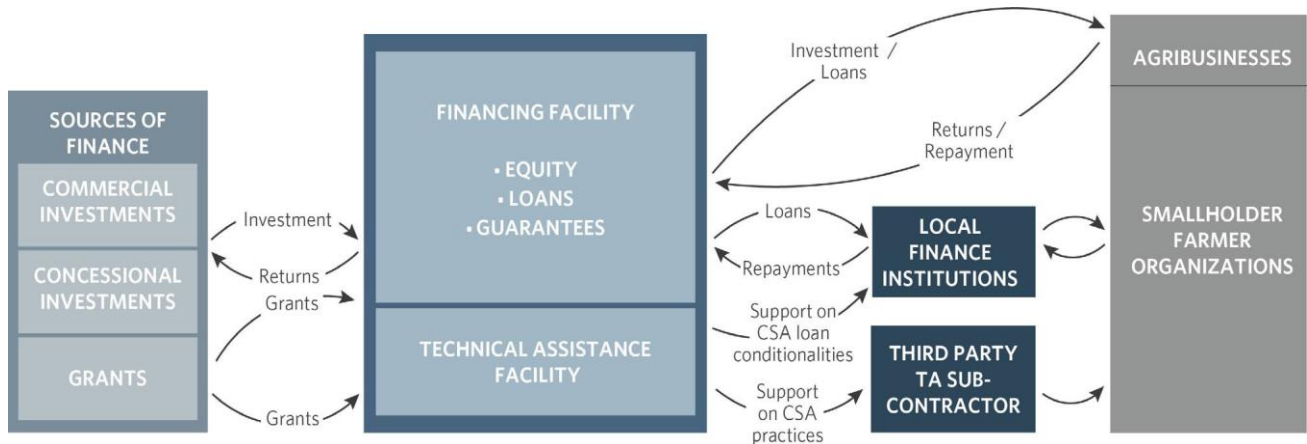 SOURCES OF
FINANCE
COMMERCIAL
INVESTMENTS
CONCESSIONAL
INVESTMENTS
GRANTS
Investment
Returns
Grants
Grants
FINANCING FACILITY
▪ EQUITY
▪ LOANS
▪ GUARANTEES
TECHNICAL ASSISTANCE
FACILITY
Investment /
Loans
Returns /
Repayment
Loans
Repayments
Support on
CSA loan
conditionalities
Support
on CSA
practices
LOCAL
FINANCE
INSTITUTIONS
THIRD PARTY
TA SUB-
CONTRACTOR
AGRIBUSINESSES
SMALLHOLDER
FARMER
ORGANIZATIONS